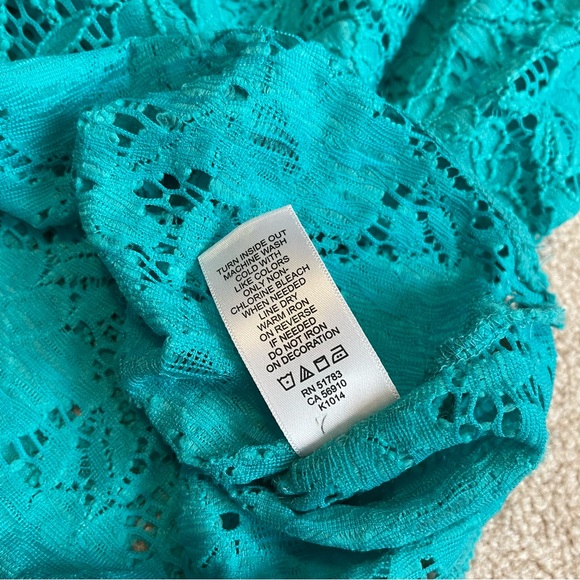 TURN INSIDE OUT
MACHINE WASH
COLD WITH
LIKE COLORS
ONLY NON-
CHLORINE BLEACH
WHEN NEEDED
LINE DRY
WARM IRON
ON REVERSE
IF NEEDED
DO NOT IRON
ON DECORATION
RN 51783
CA 56910
K1014